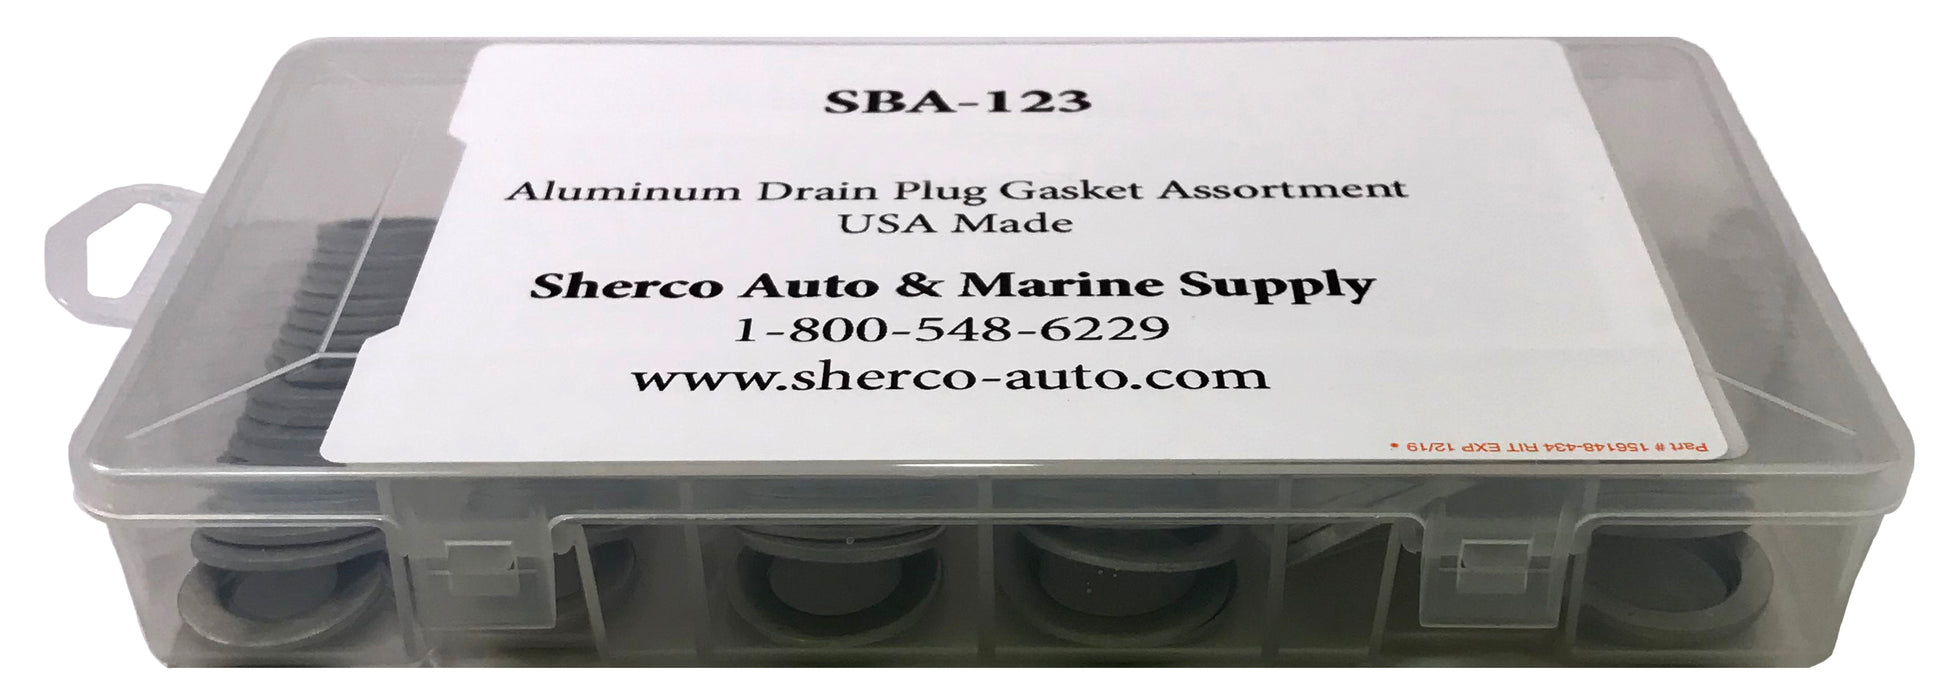 SBA-123
Aluminum Drain Plug Gasket Assortment
USA Made
Sherco Auto & Marine Supply
1-800-548-6229
www.sherco-auto.com
Part # 156148-434 RIT EXP 12/19 *